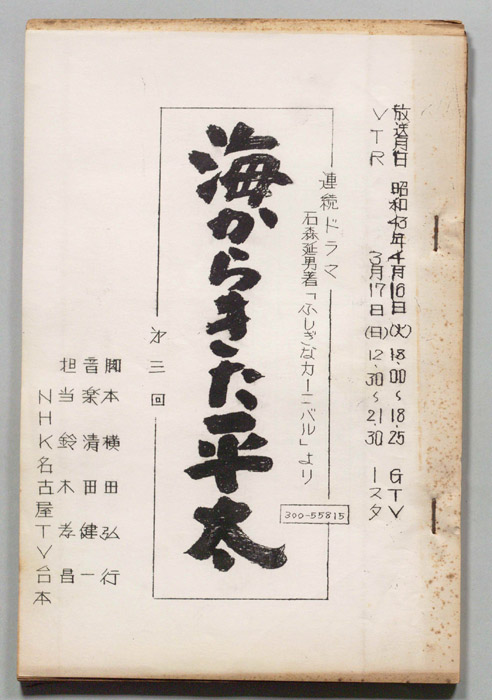 放送月日 昭和43年4月16日(火) 18.00〜18.25 GTV
VTR 3月17日(日) 12.30〜21.30 1スタ
連続ドラマ
石森延男著「ふしぎなカーニバル」より
海からきた平太
第三回
300-55815
脚本 横田弘行
音楽 清田健一
担当 鈴木孝昌
NHK名古屋TV台本